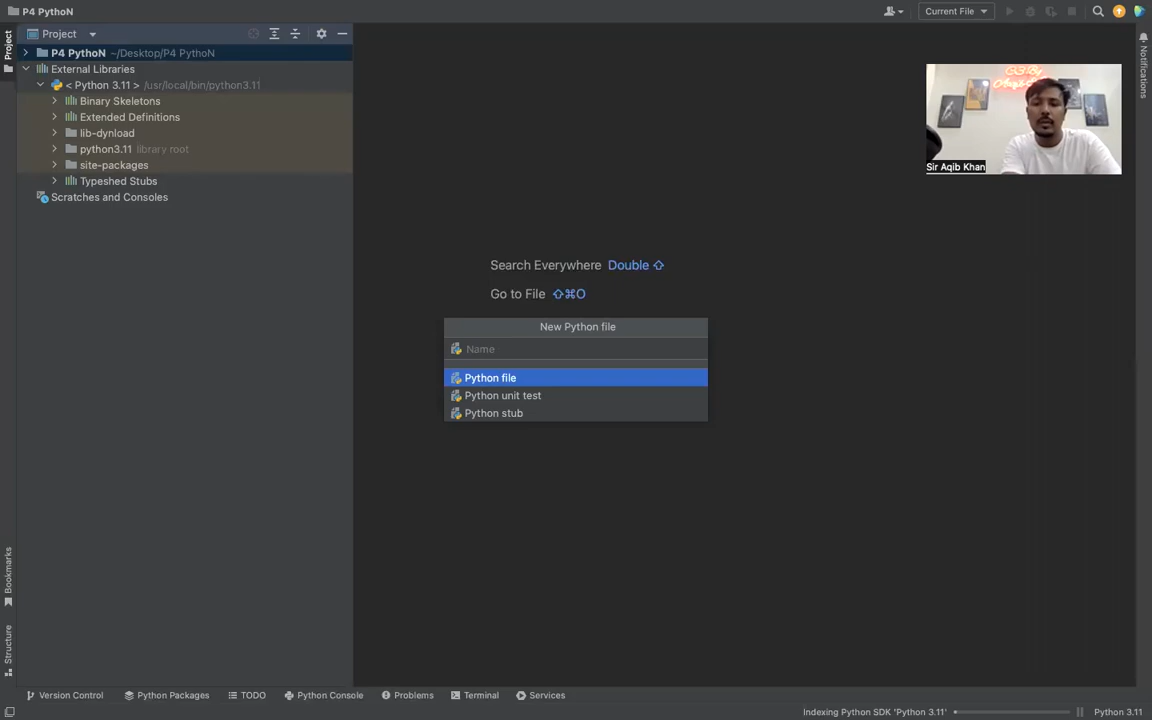 P4 PythoN
Current File
Project
Project
P4 PythoN ~/Desktop/P4 PythoN
External Libraries
< Python 3.11 > /usr/local/bin/python3.11
Binary Skeletons
Extended Definitions
lib-dynload
python3.11 library root
site-packages
Typeshed Stubs
Scratches and Consoles
Notifications
Sir Aqib Khan
Search Everywhere Double ⇧
Go to File ⇧⌘O
New Python file
Name
Python file
Python unit test
Python stub
Bookmarks
Structure
Version Control
Python Packages
TODO
Python Console
Problems
Terminal
Services
Indexing Python SDK 'Python 3.11'
Python 3.11